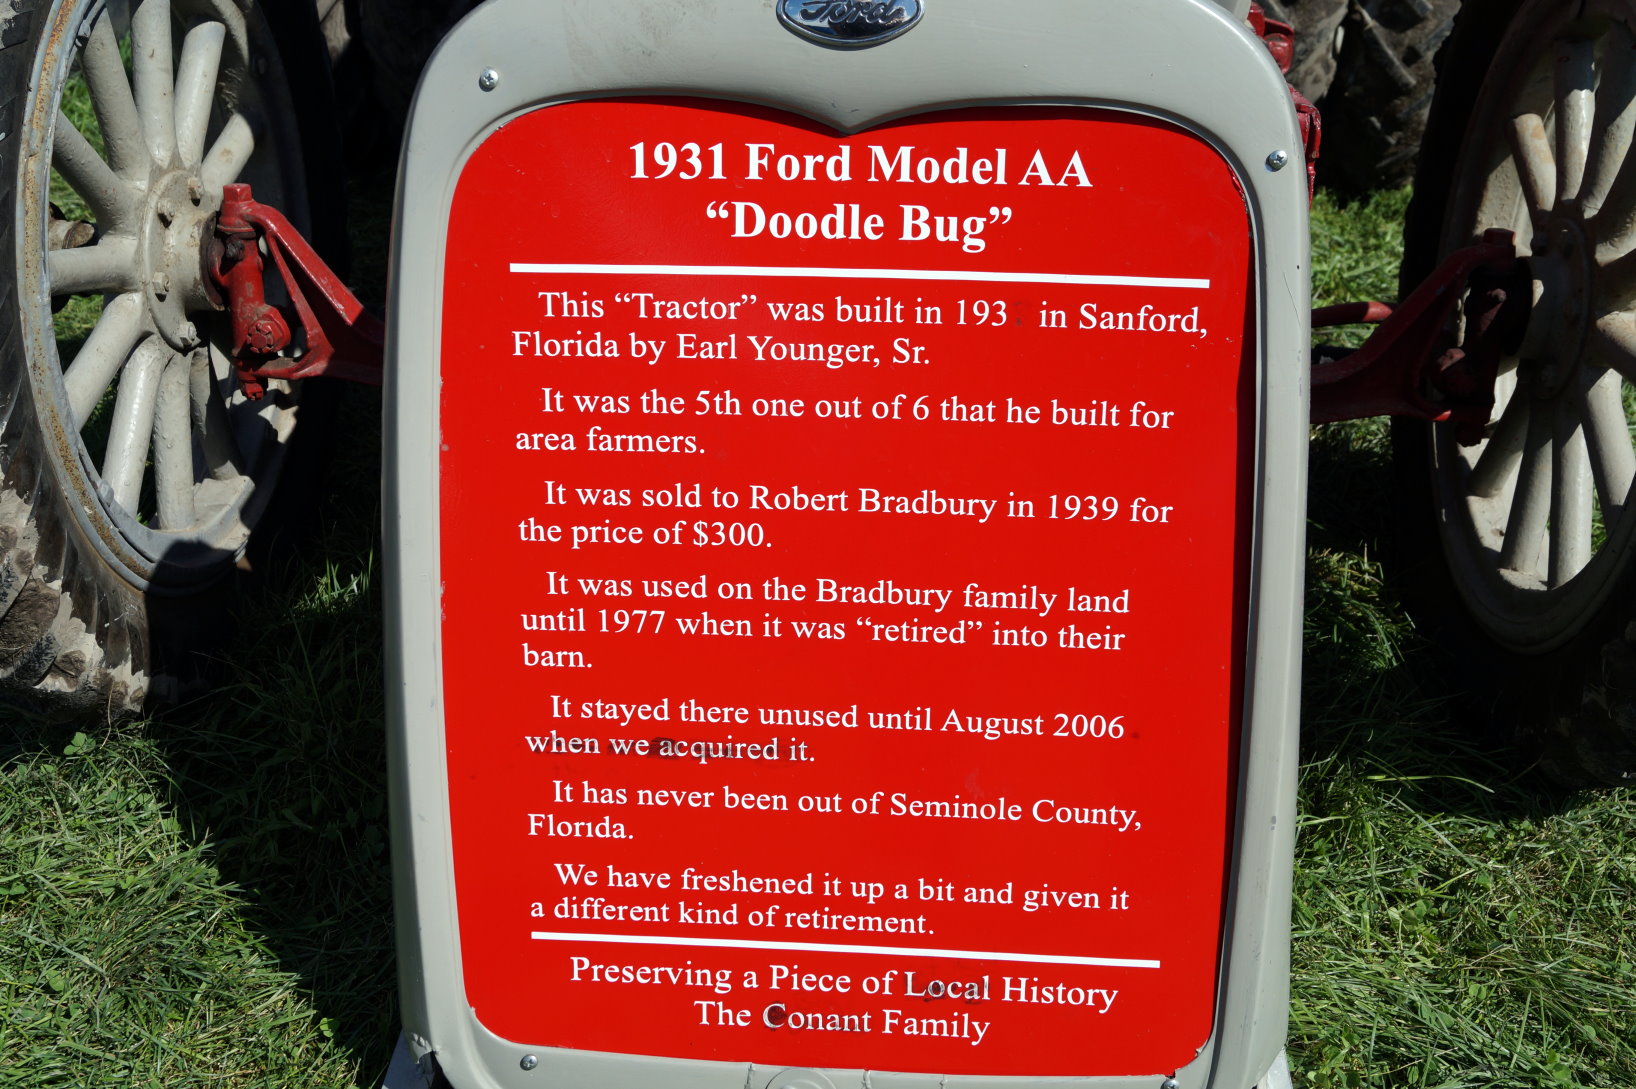 Ford
1931 Ford Model AA
“Doodle Bug”
This “Tractor” was built in 193 in Sanford,
Florida by Earl Younger, Sr.
It was the 5th one out of 6 that he built for
area farmers.
It was sold to Robert Bradbury in 1939 for
the price of $300.
It was used on the Bradbury family land
until 1977 when it was “retired” into their
barn.
It stayed there unused until August 2006
when we acquired it.
It has never been out of Seminole County,
Florida.
We have freshened it up a bit and given it
a different kind of retirement.
Preserving a Piece of Local History
The Conant Family